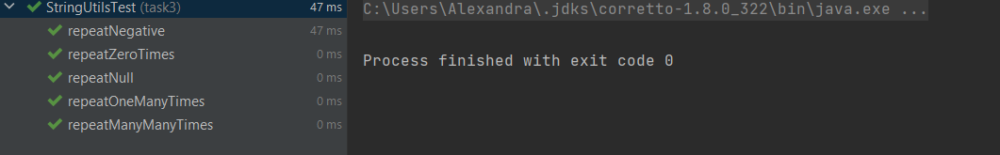 StringUtilsTest (task3) 47 ms
repeatNegative 47 ms
repeatZeroTimes 0 ms
repeatNull 0 ms
repeatOneManyTimes 0 ms
repeatManyManyTimes 0 ms
C:\Users\Alexandra\.jdks\corretto-1.8.0_322\bin\java.exe ...
Process finished with exit code 0